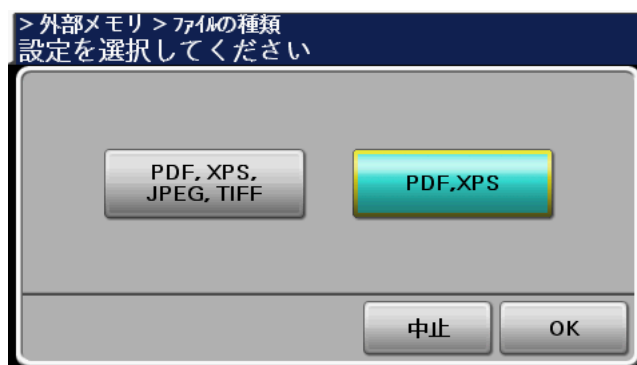 > 外部メモリ > ﾌｧｲﾙの種類
設定を選択してください
PDF, XPS,
JPEG, TIFF
PDF,XPS
中止
OK